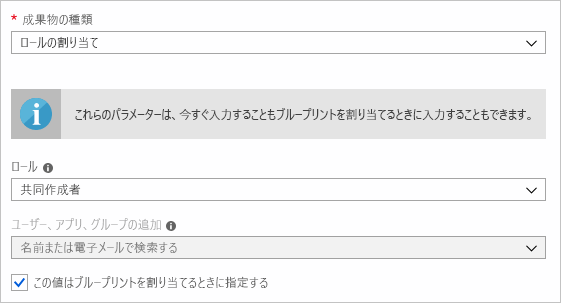 * 成果物の種類
ロールの割り当て
これらのパラメーターは、今すぐ入力することもブループリントを割り当てるときに入力することもできます。
ロール
共同作成者
ユーザー、アプリ、グループの追加
名前または電子メールで検索する
この値はブループリントを割り当てるときに指定する